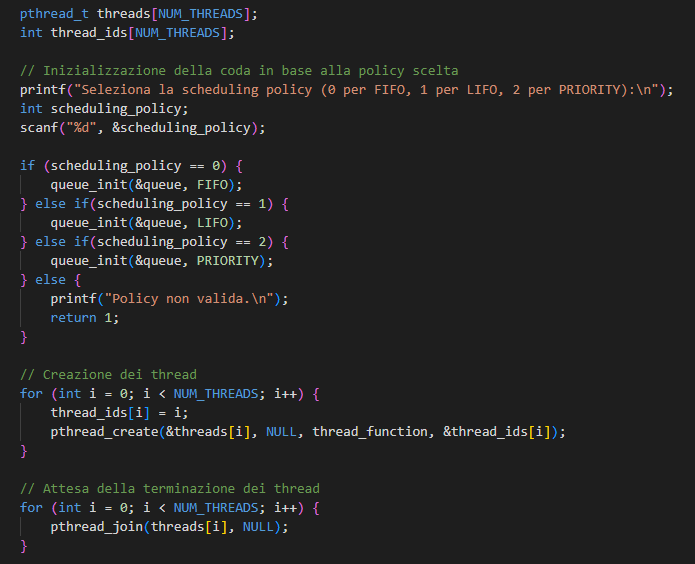 pthread_t threads[NUM_THREADS];
int thread_ids[NUM_THREADS];
// Inizializzazione della coda in base alla policy scelta
printf("Seleziona la scheduling policy (0 per FIFO, 1 per LIFO, 2 per PRIORITY):\n");
int scheduling_policy;
scanf("%d", &scheduling_policy);
if (scheduling_policy == 0) {
    queue_init(&queue, FIFO);
} else if(scheduling_policy == 1) {
    queue_init(&queue, LIFO);
} else if(scheduling_policy == 2) {
    queue_init(&queue, PRIORITY);
} else {
    printf("Policy non valida.\n");
    return 1;
}
// Creazione dei thread
for (int i = 0; i < NUM_THREADS; i++) {
    thread_ids[i] = i;
    pthread_create(&threads[i], NULL, thread_function, &thread_ids[i]);
}
// Attesa della terminazione dei thread
for (int i = 0; i < NUM_THREADS; i++) {
    pthread_join(threads[i], NULL);
}